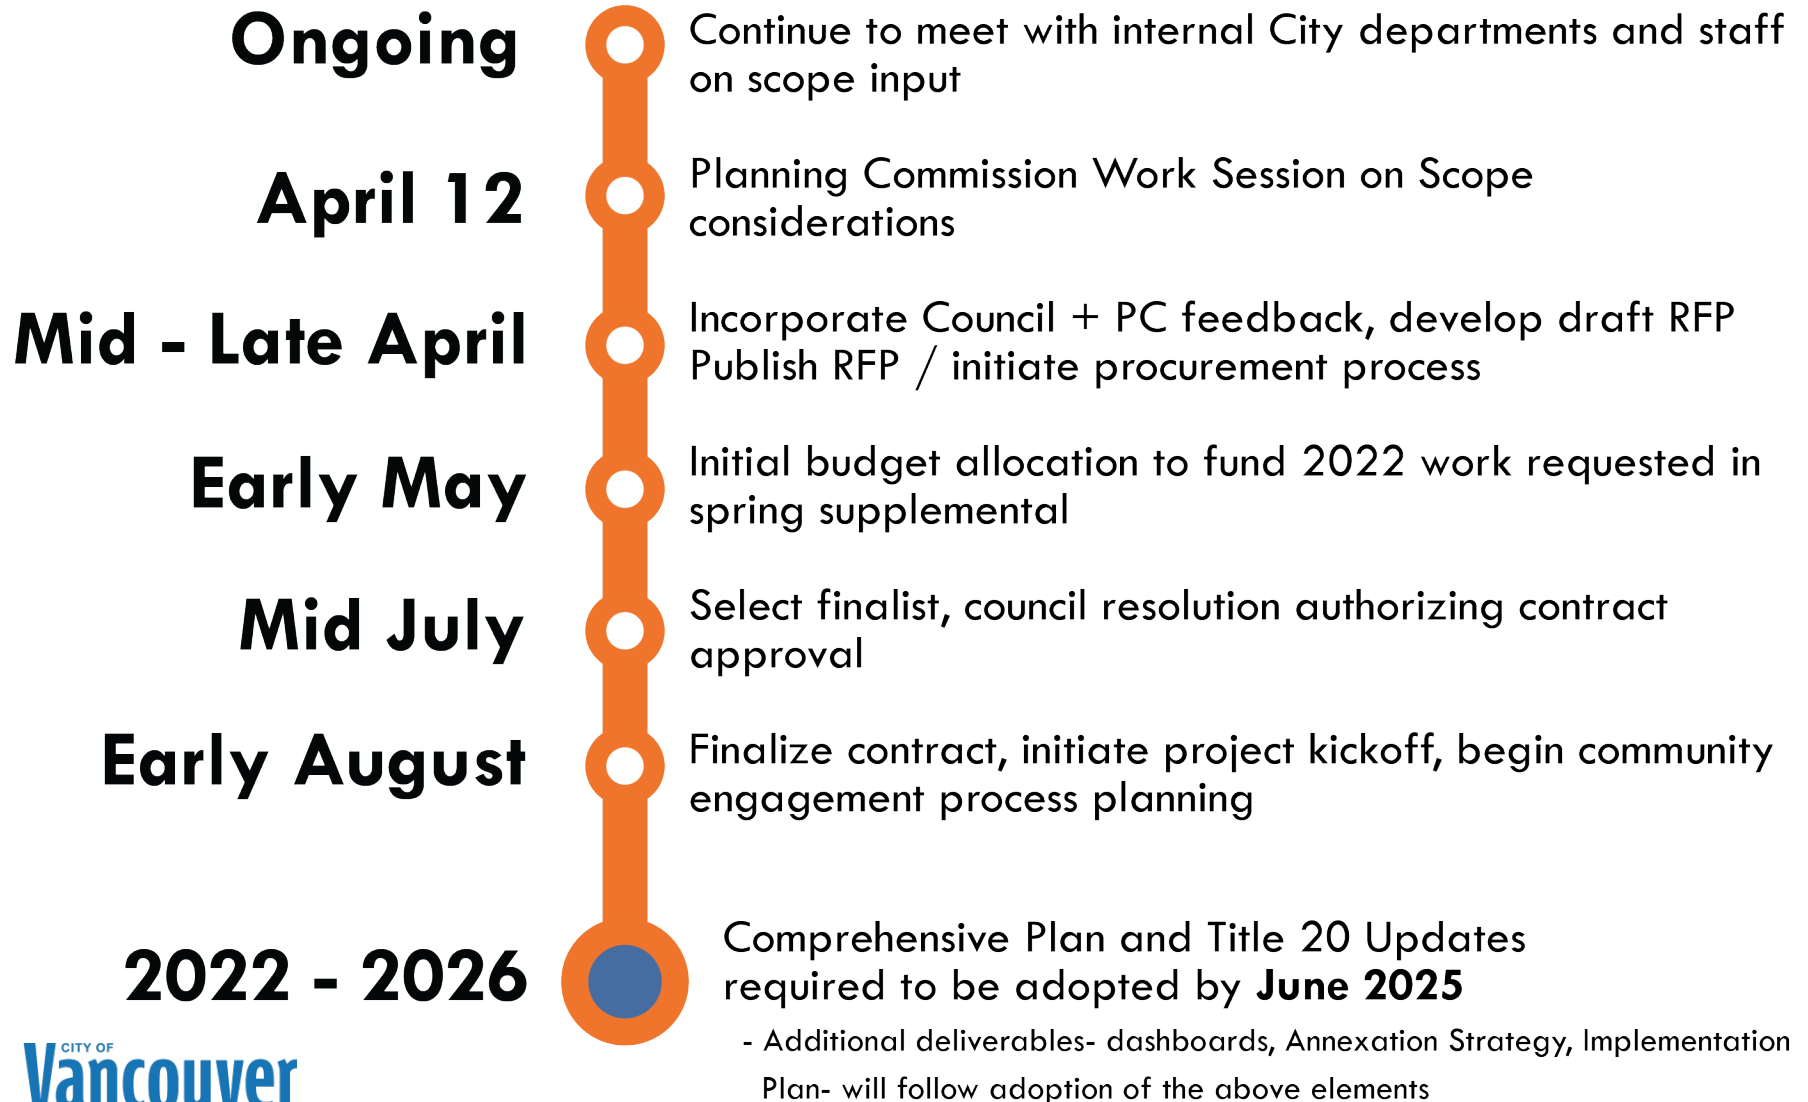 Ongoing
Continue to meet with internal City departments and staff
on scope input
April 12
Planning Commission Work Session on Scope
considerations
Mid - Late April
Incorporate Council + PC feedback, develop draft RFP
Publish RFP / initiate procurement process
Early May
Initial budget allocation to fund 2022 work requested in
spring supplemental
Mid July
Select finalist, council resolution authorizing contract
approval
Early August
Finalize contract, initiate project kickoff, begin community
engagement process planning
2022 - 2026
Comprehensive Plan and Title 20 Updates
required to be adopted by June 2025
- Additional deliverables- dashboards, Annexation Strategy, Implementation
Plan- will follow adoption of the above elements
CITY OF
Vancouver